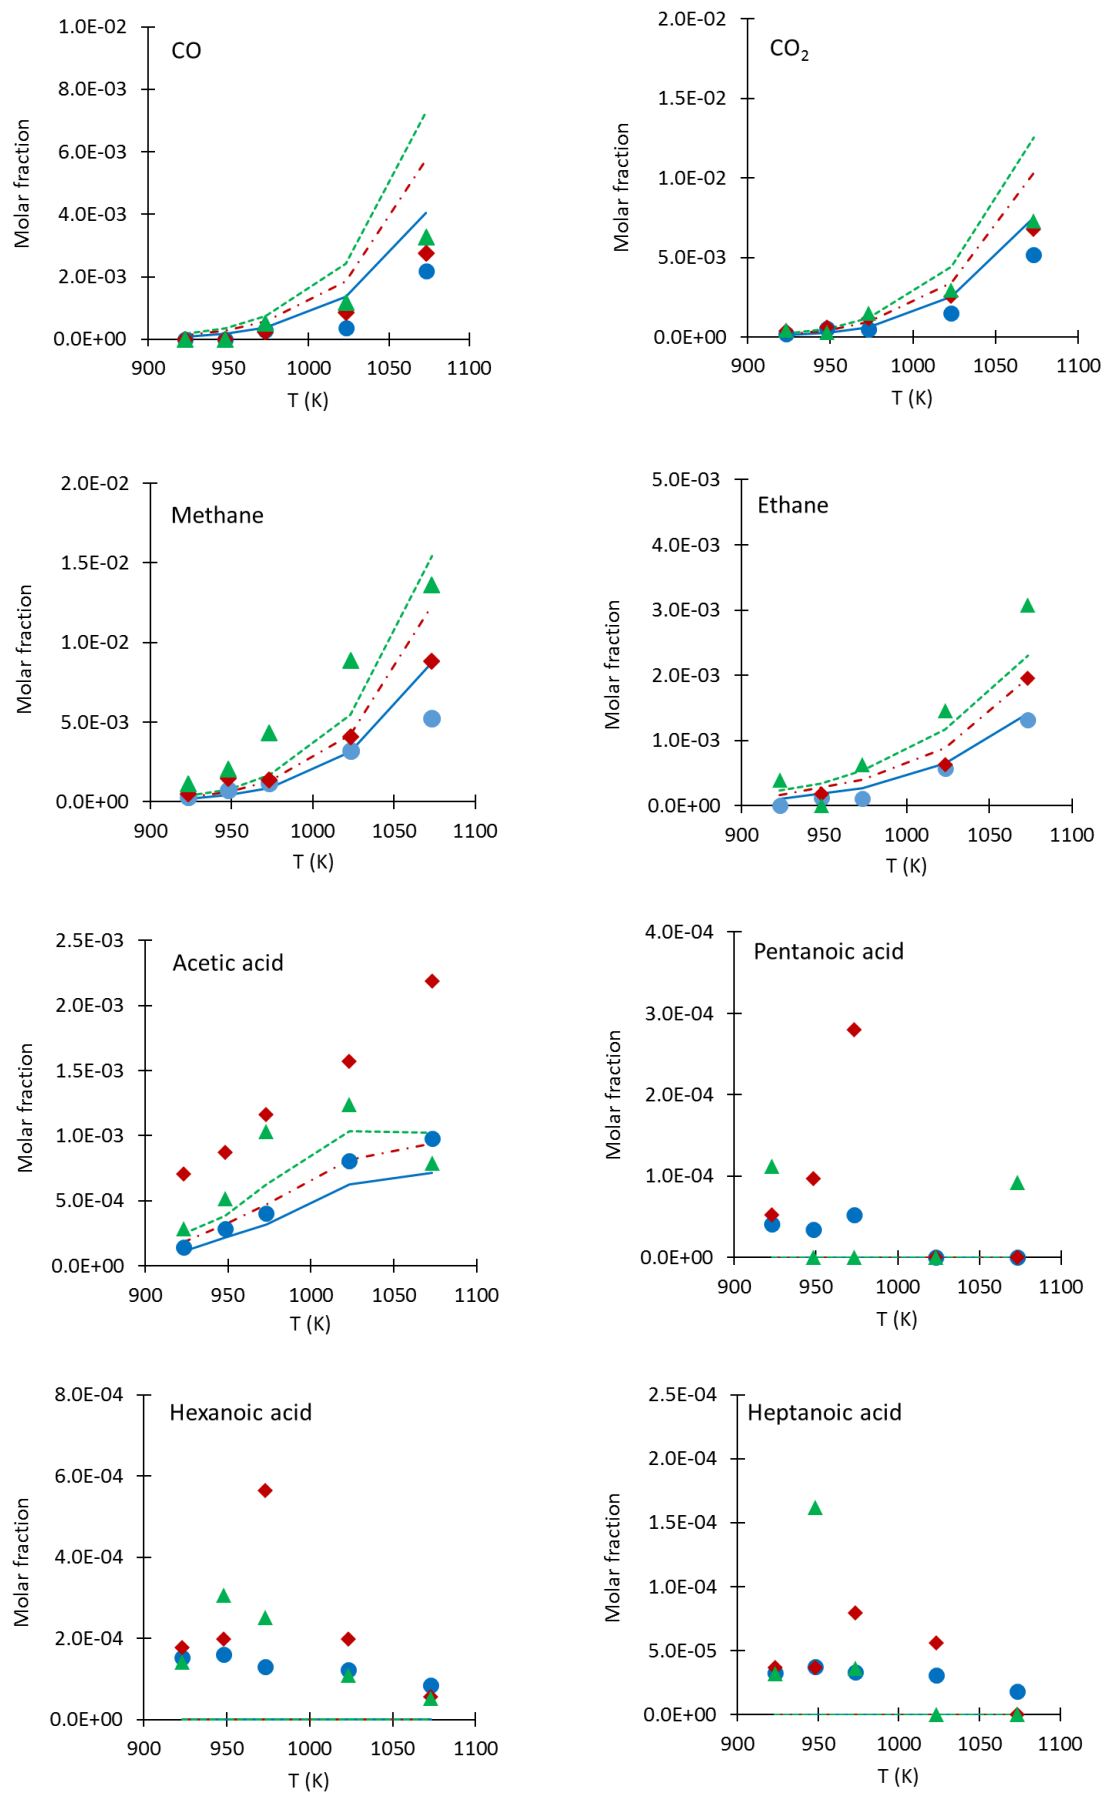 1.0E-02
8.0E-03
6.0E-03
4.0E-03
2.0E-03
0.0E+00
CO
Molar fraction
900 950 1000 1050 1100
T (K)
2.0E-02
1.5E-02
1.0E-02
5.0E-03
0.0E+00
CO2
Molar fraction
900 950 1000 1050 1100
T (K)
2.0E-02
1.5E-02
1.0E-02
5.0E-03
0.0E+00
Methane
Molar fraction
900 950 1000 1050 1100
T (K)
5.0E-03
4.0E-03
3.0E-03
2.0E-03
1.0E-03
0.0E+00
Ethane
Molar fraction
900 950 1000 1050 1100
T (K)
2.5E-03
2.0E-03
1.5E-03
1.0E-03
5.0E-04
0.0E+00
Acetic acid
Molar fraction
900 950 1000 1050 1100
T (K)
4.0E-04
3.0E-04
2.0E-04
1.0E-04
0.0E+00
Pentanoic acid
Molar fraction
900 950 1000 1050 1100
T (K)
8.0E-04
6.0E-04
4.0E-04
2.0E-04
0.0E+00
Hexanoic acid
Molar fraction
900 950 1000 1050 1100
T (K)
2.5E-04
2.0E-04
1.5E-04
1.0E-04
5.0E-05
0.0E+00
Heptanoic acid
Molar fraction
900 950 1000 1050 1100
T (K)